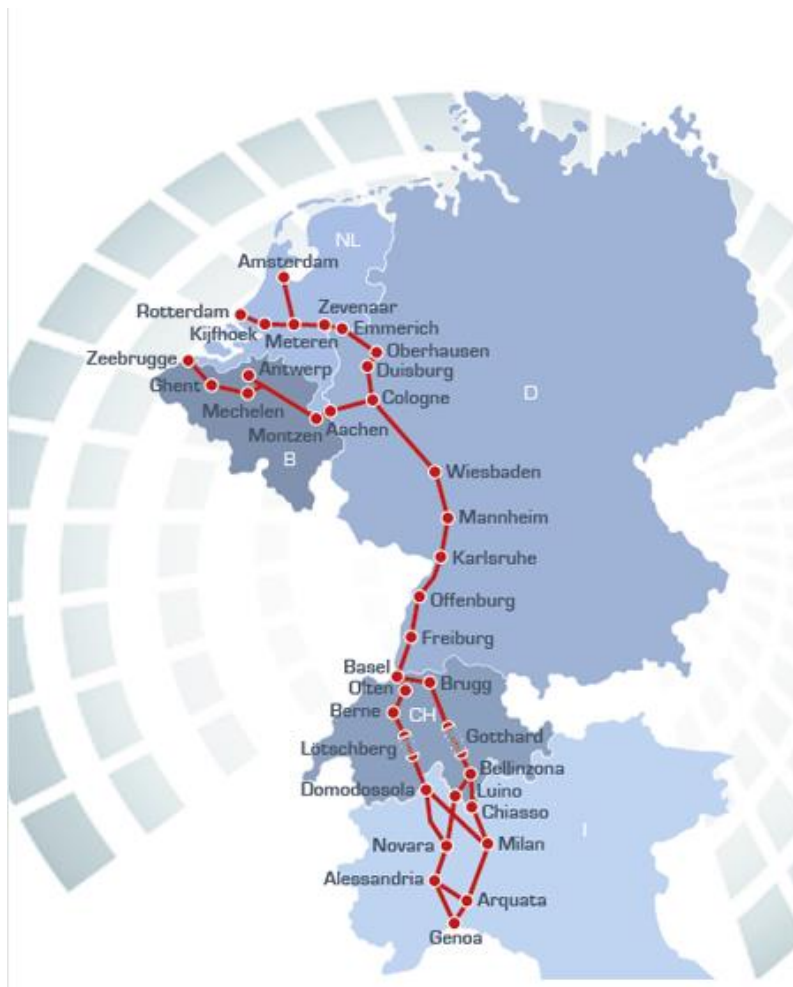 NL
Amsterdam
Rotterdam
Zevenaar
Kijfhoek
Emmerich
Meteren
Oberhausen
Zeebrugge
Antwerp
Duisburg
Ghent
D
Cologne
Mechelen
Aachen
Montzen
B
Wiesbaden
Mannheim
Karlsruhe
Offenburg
Freiburg
Basel
Olten
Brugg
Berne
CH
Gotthard
Lötschberg
Bellinzona
Domodossola
Luino
Chiasso
I
Novara
Milan
Alessandria
Arquata
Genoa